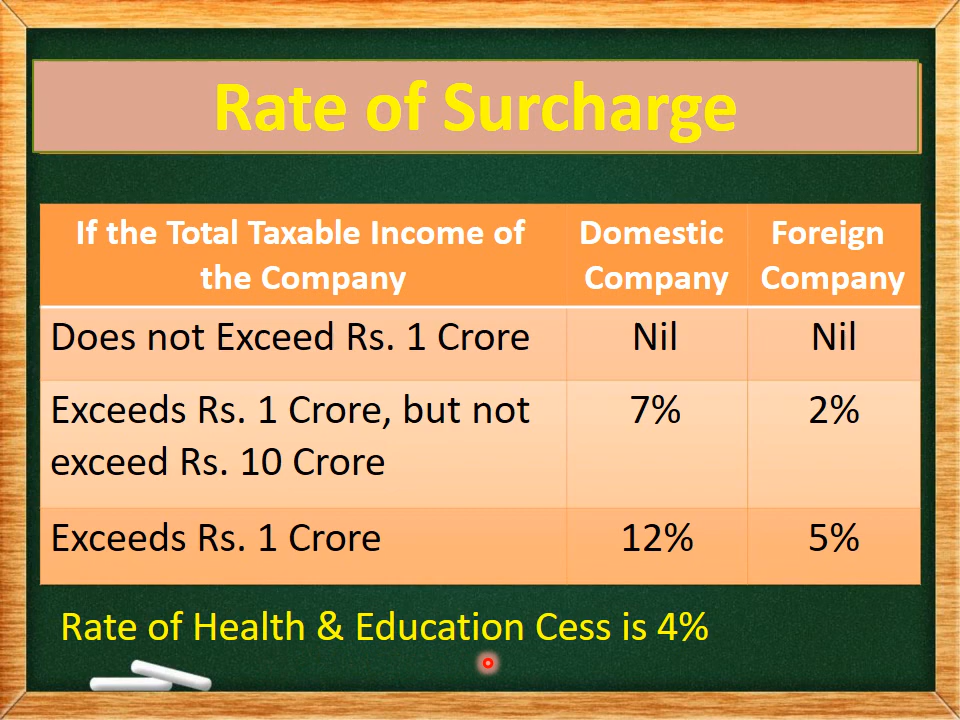 Rate of Surcharge
If the Total Taxable Income of the Company Domestic Company Foreign Company
Does not Exceed Rs. 1 Crore Nil Nil
Exceeds Rs. 1 Crore, but not 7% 2%
exceed Rs. 10 Crore
Exceeds Rs. 1 Crore 12% 5%
Rate of Health & Education Cess is 4%